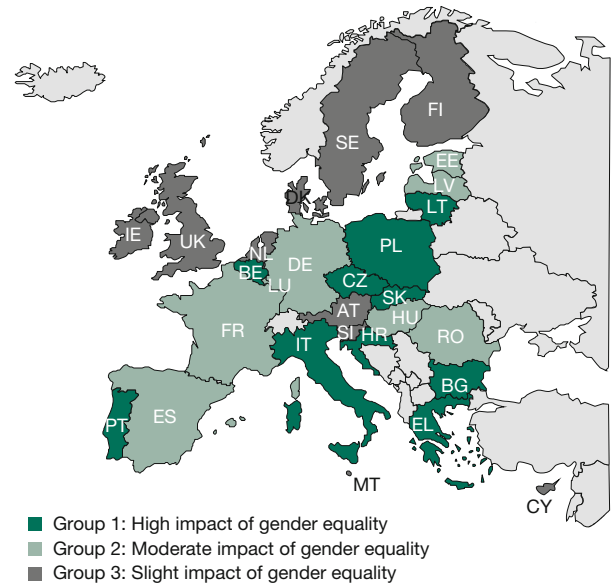 FI
SE
EE
LV
DK
LT
IE
UK
NL
PL
DE
BE
CZ
LU
SK
AT
HU
FR
SI
HR
RO
IT
BG
ES
PT
EL
MT
CY
Group 1: High impact of gender equality
Group 2: Moderate impact of gender equality
Group 3: Slight impact of gender equality